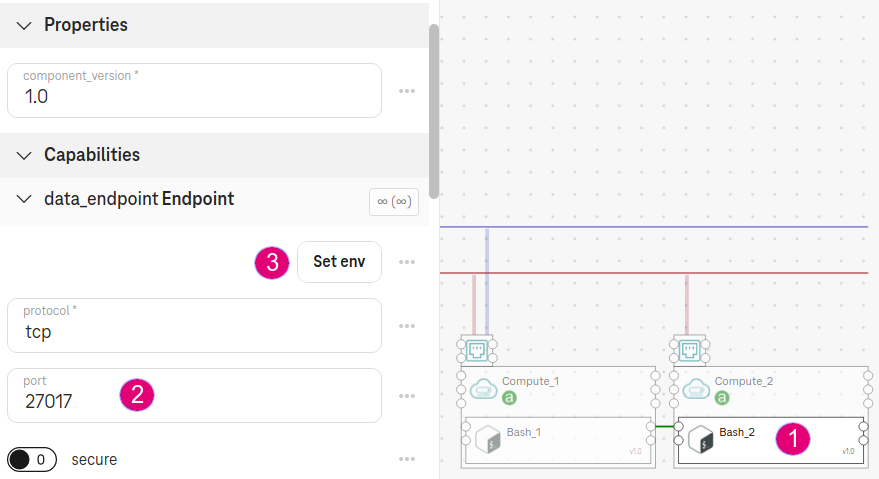 Properties
component_version *
1.0
Capabilities
data_endpoint Endpoint
∞ (∞)
3
Set env
protocol *
tcp
port
27017
2
0
secure
Compute_1
a
Bash_1
$
v1.0
Compute_2
a
Bash_2
$
1
v1.0